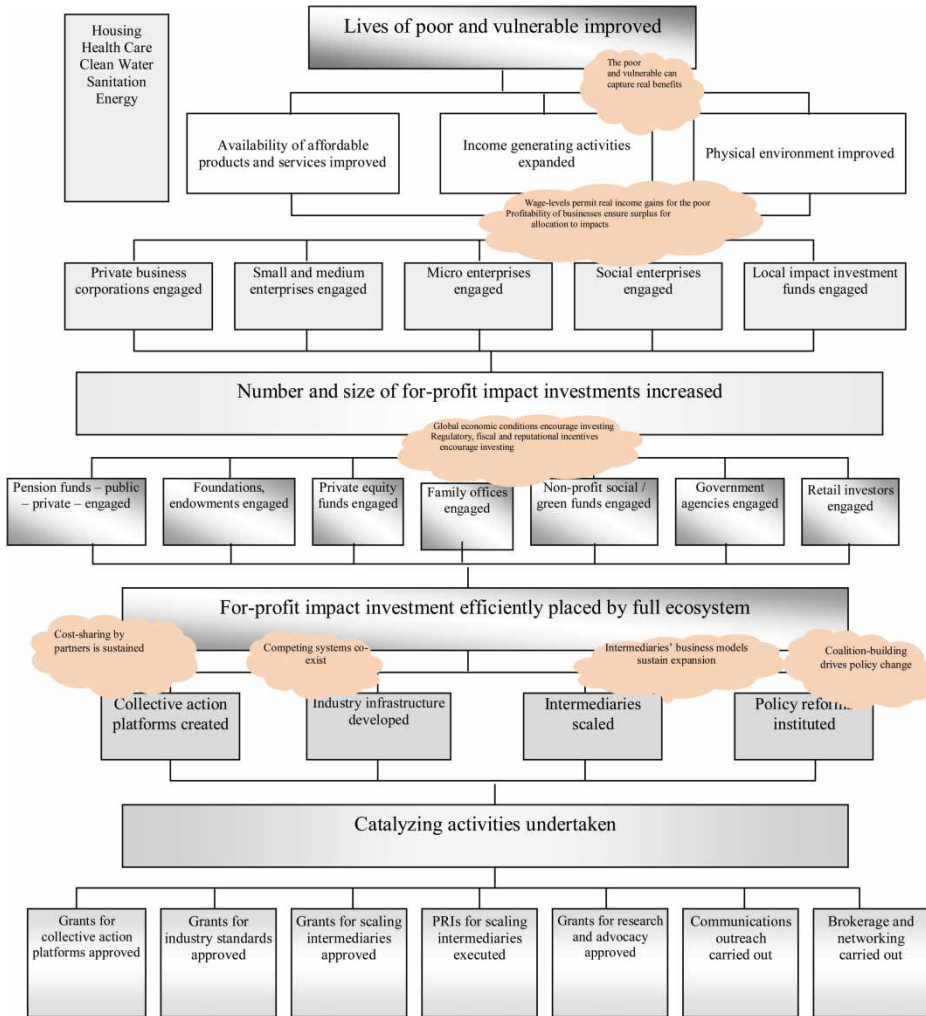 Housing
Health Care
Clean Water
Sanitation
Energy
Lives of poor and vulnerable improved
The poor
and vulnerable can
capture real benefits
Availability of affordable
products and services improved
Income generating activities
expanded
Physical environment improved
Wage-levels permit real income gains for the poor
Profitability of businesses ensure surplus for
allocation to impacts
Private business
corporations engaged
Small and medium
enterprises engaged
Micro enterprises
engaged
Social enterprises
engaged
Local impact investment
funds engaged
Number and size of for-profit impact investments increased
Global economic conditions encourage investing
Regulatory, fiscal and reputational incentives
encourage investing
Pension funds – public
– private – engaged
Foundations,
endowments engaged
Private equity
funds engaged
Family offices
engaged
Non-profit social /
green funds engaged
Government
agencies engaged
Retail investors
engaged
For-profit impact investment efficiently placed by full ecosystem
Cost-sharing by
partners is sustained
Competing systems co-
exist
Intermediaries' business models
sustain expansion
Coalition-building
drives policy change
Collective action
platforms created
Industry infrastructure
developed
Intermediaries
scaled
Policy reforms
instituted
Catalyzing activities undertaken
Grants for
collective action
platforms approved
Grants for
industry standards
approved
Grants for scaling
intermediaries
approved
PRIs for scaling
intermediaries
executed
Grants for research
and advocacy
approved
Communications
outreach
carried out
Brokerage and
networking
carried out